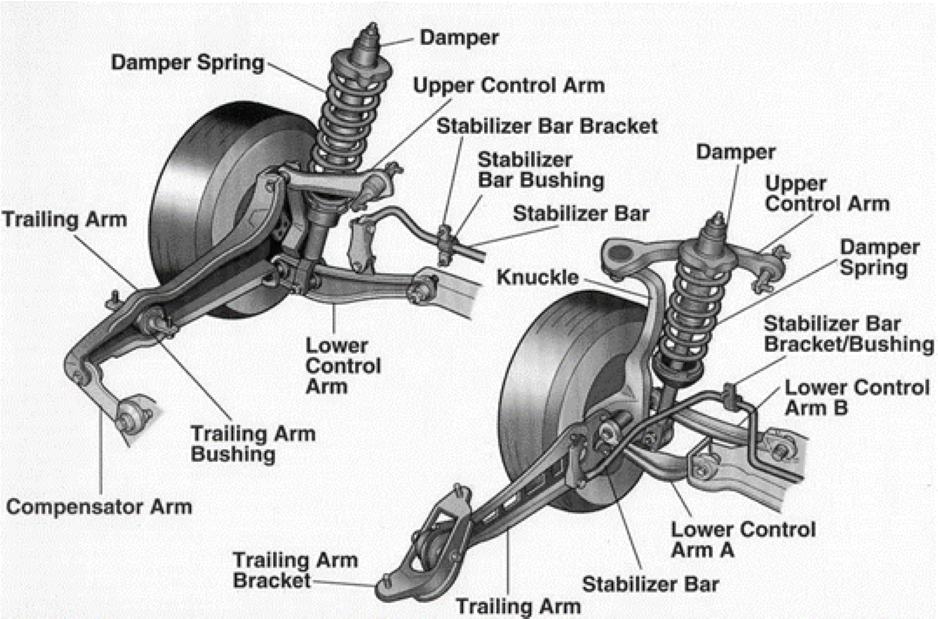 Damper
Damper Spring
Upper Control Arm
Stabilizer Bar Bracket
Stabilizer
Bar Bushing
Stabilizer Bar
Trailing Arm
Lower
Control
Arm
Trailing Arm
Bushing
Compensator Arm
Damper
Upper
Control Arm
Damper
Spring
Knuckle
Stabilizer Bar
Bracket/Bushing
Lower Control
Arm B
Lower Control
Arm A
Stabilizer Bar
Trailing Arm
Bracket
Trailing Arm